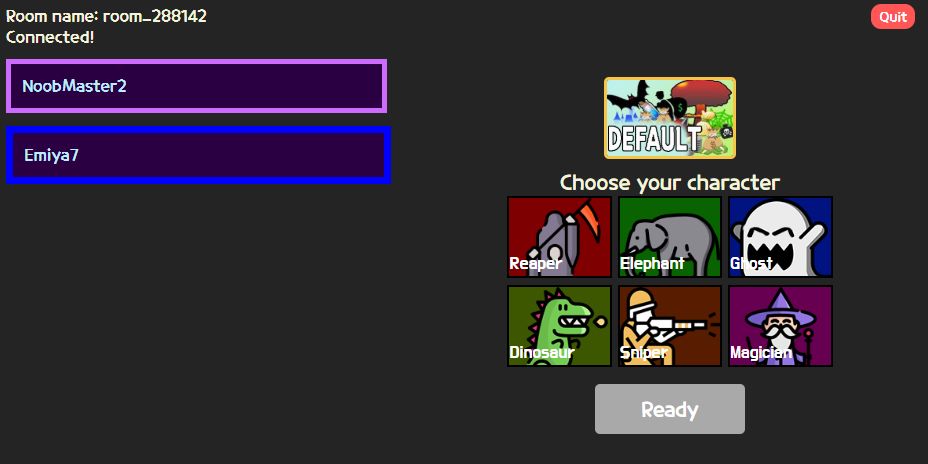 Room name: room_288142
Connected!
Quit
NoobMaster2
Emiya7
DEFAULT
Choose your character
Reaper
Elephant
Ghost
Dinosaur
Sniper
Magician
Ready